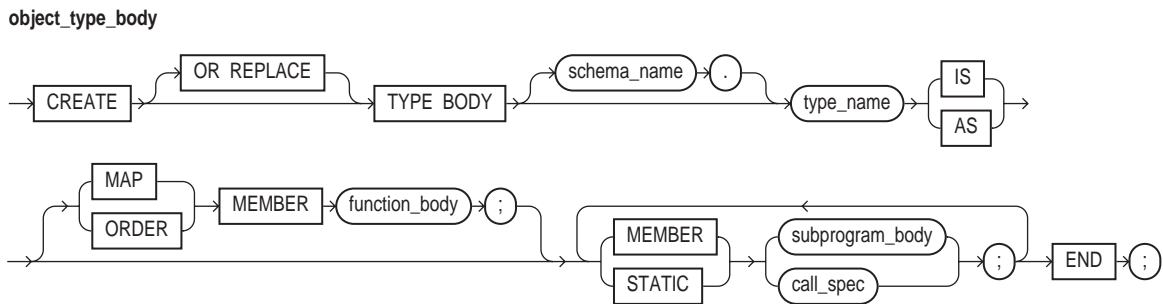 object_type_body
OR REPLACE schema_name . IS
CREATE TYPE BODY type_name AS
MAP MEMBER function_body ; MEMBER subprogram_body
ORDER STATIC call_spec ; END ;